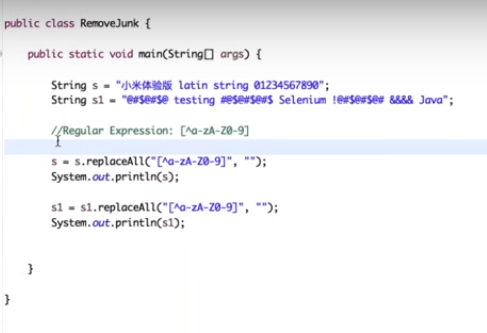 public class RemoveJunk {
public static void main(String[] args) {
String s = "小米体验版 latin string 01234567890";
String s1 = "@#$@#$@ testing #@$@#$@#$ Selenium !@#$@#$@# &&&& Java";
//Regular Expression: [^a-zA-Z0-9]
s = s.replaceAll("[^a-zA-Z0-9]", "");
System.out.println(s);
s1 = s1.replaceAll("[^a-zA-Z0-9]", "");
System.out.println(s1);
}
}